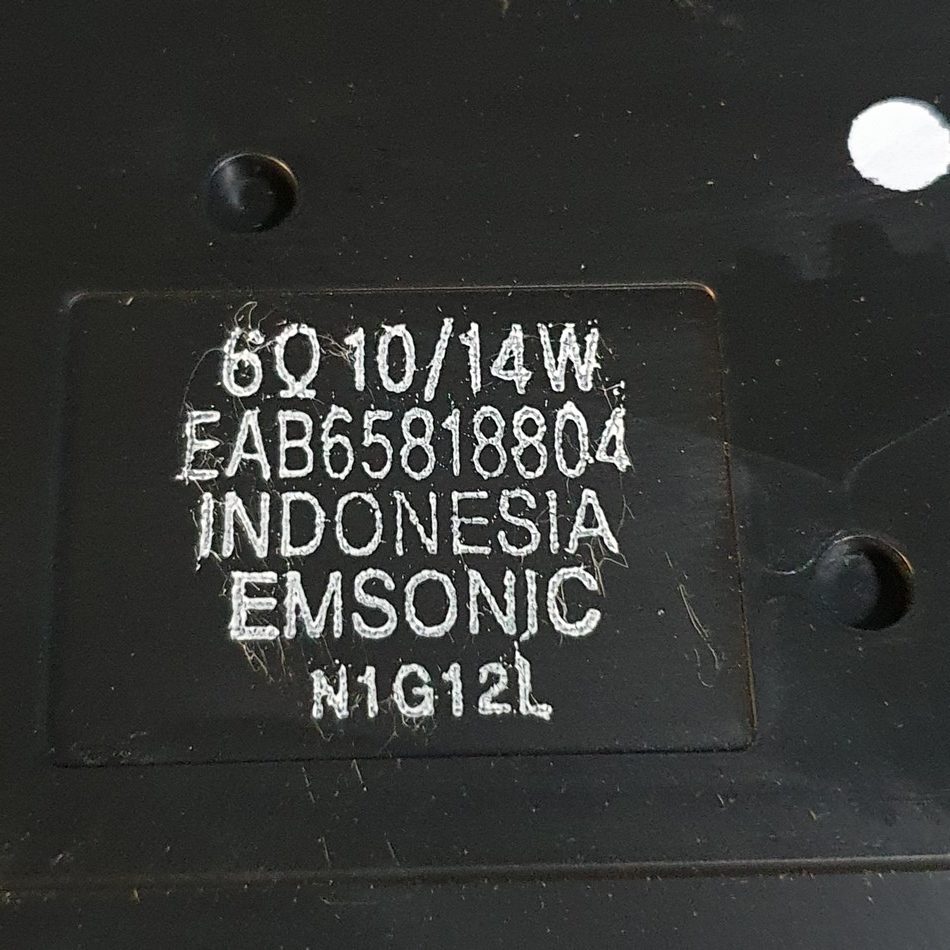 6Ω 10/14W
EAB65818804
INDONESIA
EMSONIC
N1G12L